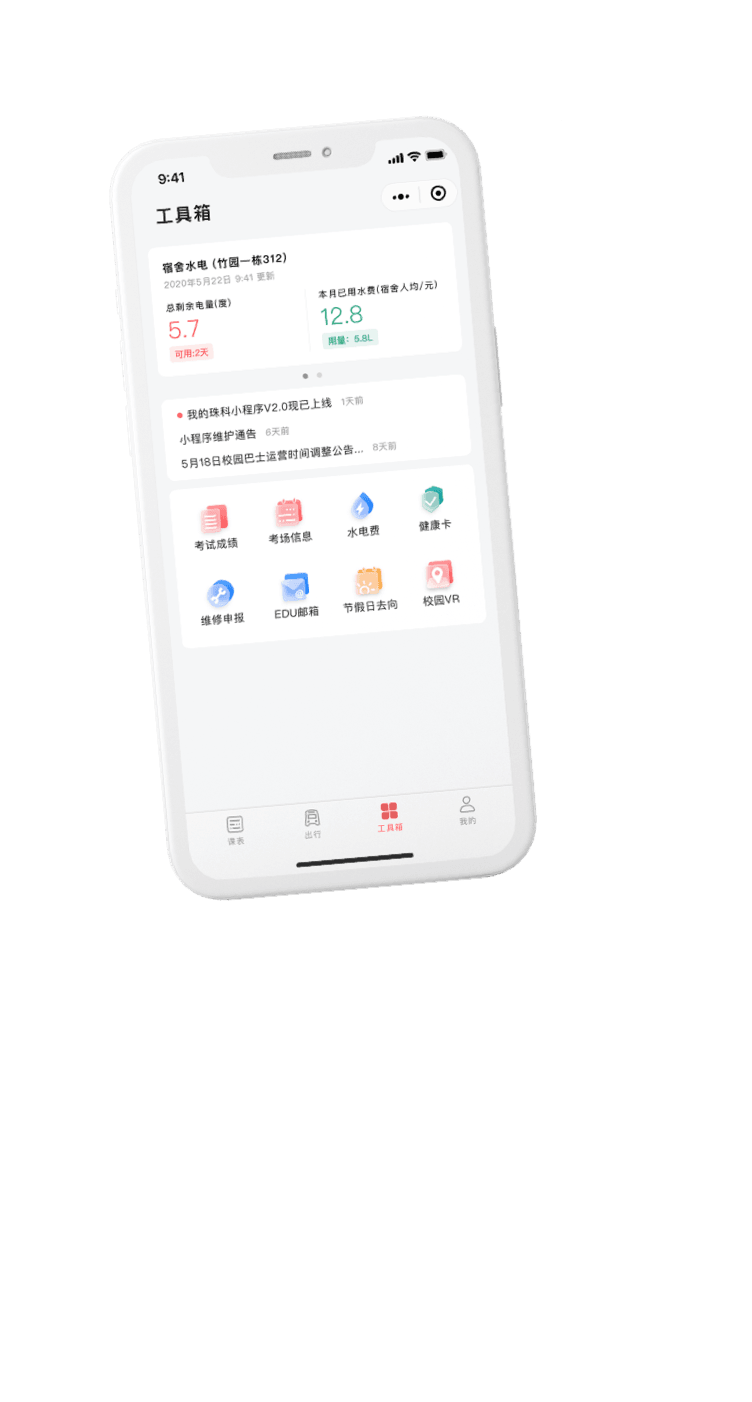 9:41
工具箱
宿舍水电 (竹园一栋312)
2020年5月22日 9:41 更新
总剩余电量(度)
本月已用水费(宿舍人均/元)
5.7
12.8
可用:2天
用量：5.8L
我的珠科小程序V2.0现已上线 1天前
小程序维护通告 6天前
5月18日校园巴士运营时间调整公告... 8天前
考试成绩 考场信息 水电费 健康卡
维修申报 EDU邮箱 节假日去向 校园VR
课表 出行 工具箱 我的